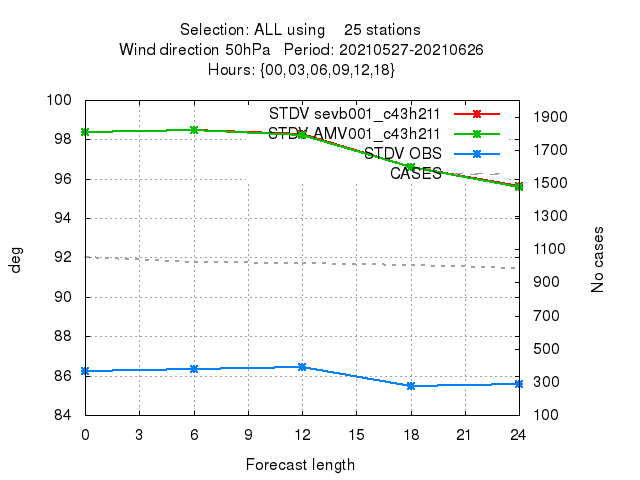 Selection: ALL using    25 stations
Wind direction 50hPa   Period: 20210527-20210626
Hours: {00,03,06,09,12,18}
STDV sevb001_c43h211
STDV AMV001_c43h211
STDV OBS
CASES
100
98
96
94
92
90
88
86
84
deg
1900
1700
1500
1300
1100
900
700
500
300
100
No cases
0 3 6 9 12 15 18 21 24
Forecast length